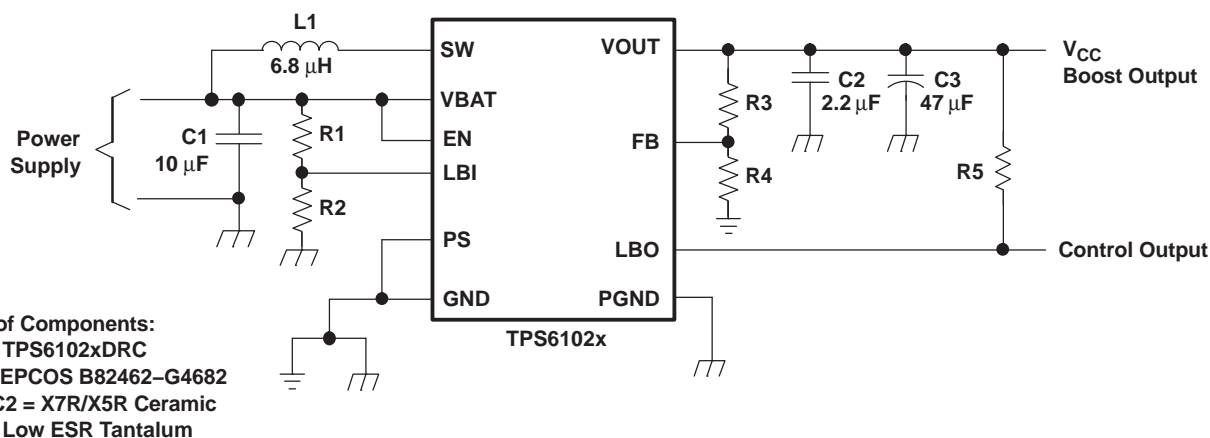 L1
6.8 μH
SW
VOUT
VCC
Boost Output
C2
2.2 μF
C3
47 μF
R3
VBAT
Power
Supply
C1
10 μF
R1
EN
FB
LBI
R4
R5
R2
PS
LBO
Control Output
GND
PGND
TPS6102x
of Components:
TPS6102xDRC
EPCOS B82462–G4682
C2 = X7R/X5R Ceramic
Low ESR Tantalum